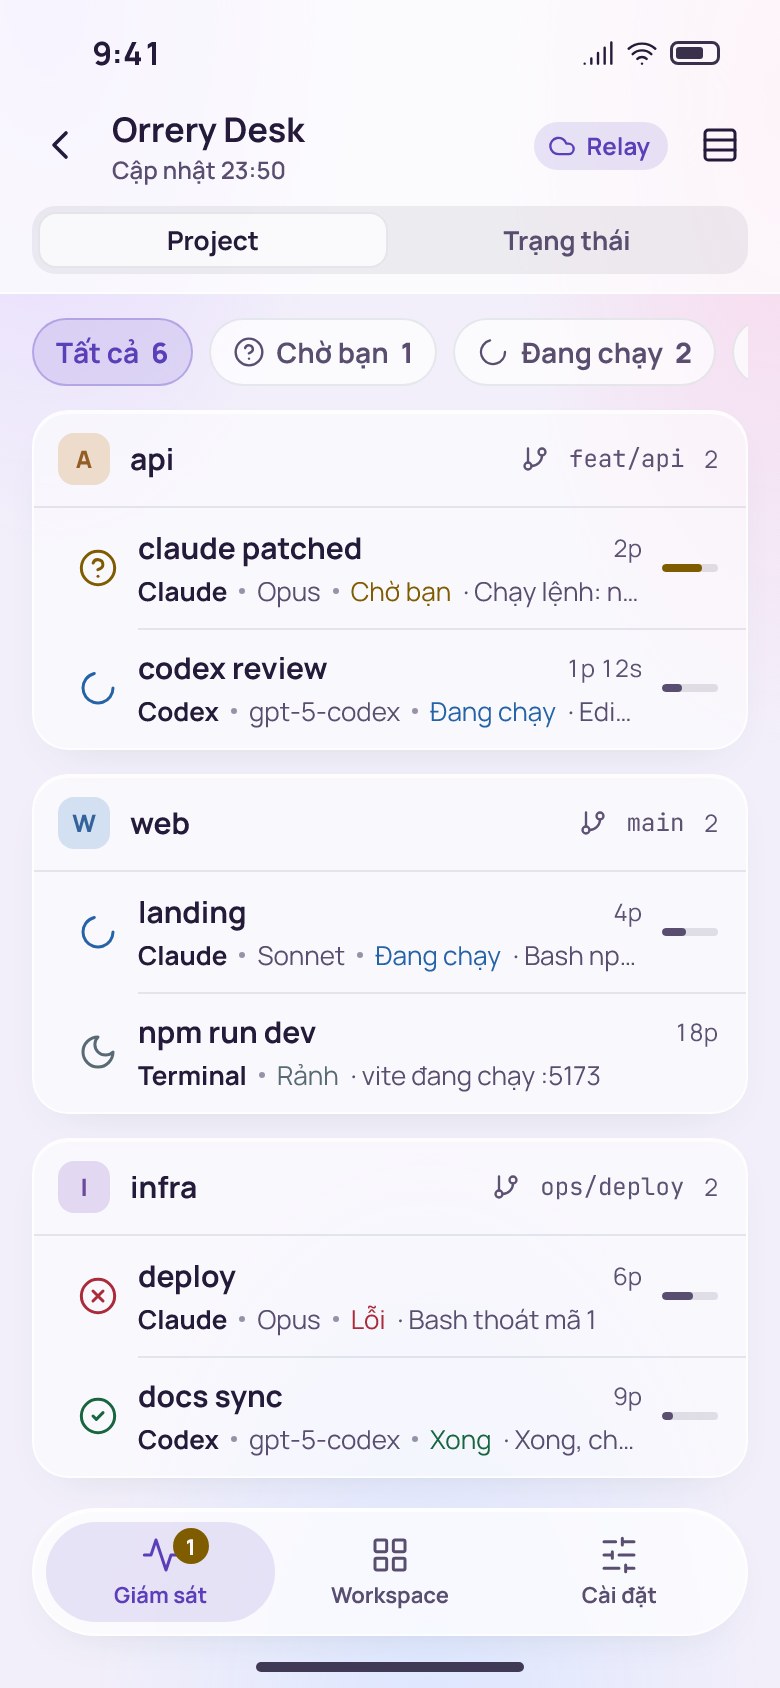 9:41
Orrery Desk
Cập nhật 23:50
Relay
Project
Trạng thái
Tất cả 6
Chờ bạn 1
Đang chạy 2
A api feat/api 2
claude patched 2p
Claude • Opus • Chờ bạn · Chạy lệnh: n...
codex review 1p 12s
Codex • gpt-5-codex • Đang chạy · Edi...
W web main 2
landing 4p
Claude • Sonnet • Đang chạy · Bash np...
npm run dev 18p
Terminal • Rảnh · vite đang chạy :5173
I infra ops/deploy 2
deploy 6p
Claude • Opus • Lỗi · Bash thoát mã 1
docs sync 9p
Codex • gpt-5-codex • Xong · Xong, ch...
1
Giám sát
Workspace
Cài đặt